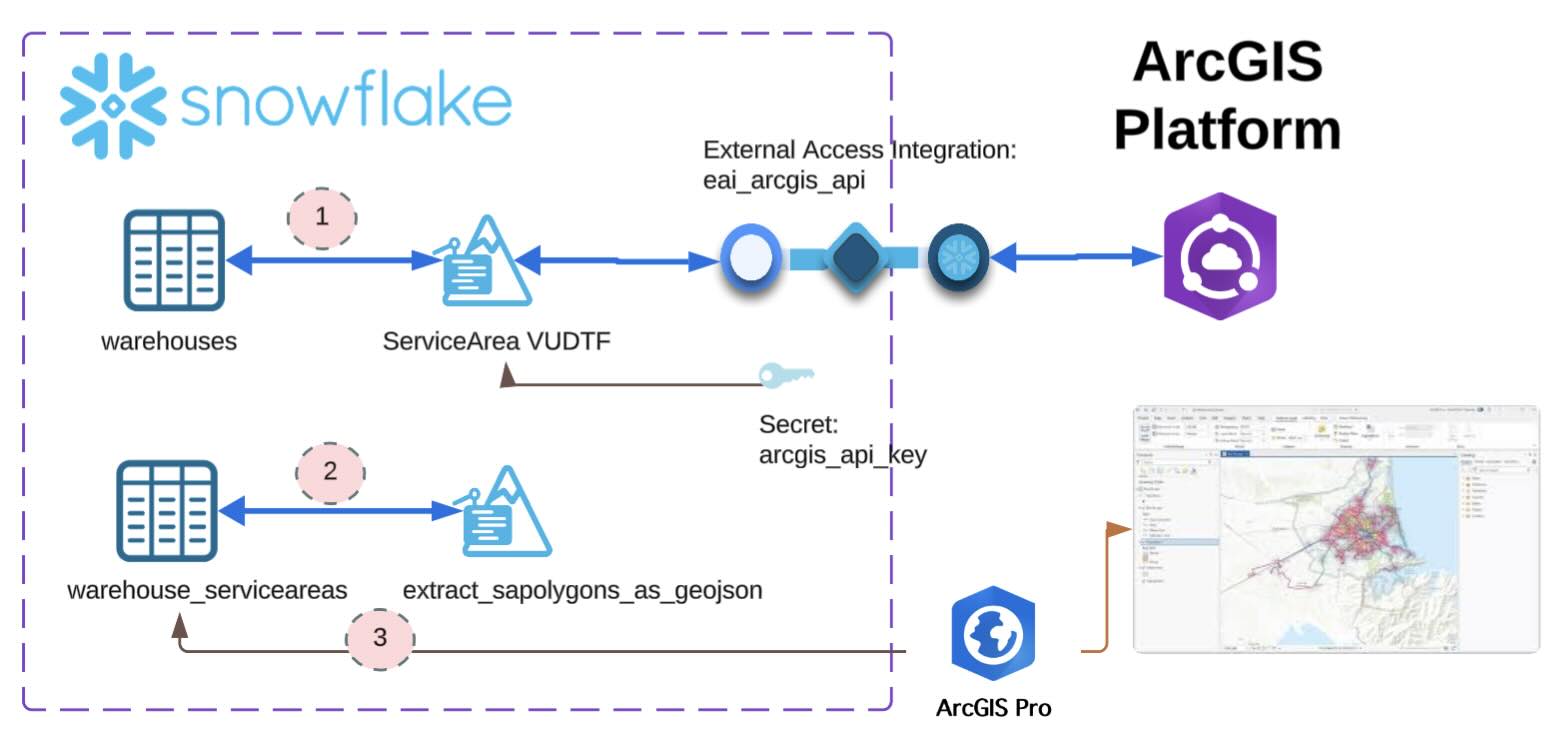 snowflake
ArcGIS
Platform
External Access Integration:
eai_arcgis_api
1
warehouses
ServiceArea VUDTF
Secret:
arcgis_api_key
2
warehouse_serviceareas
extract_sapolygons_as_geojson
3
ArcGIS Pro